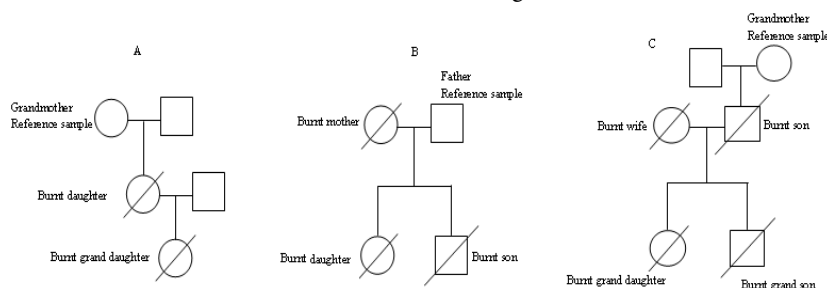 A
Grandmother
Reference sample
Burnt daughter
Burnt grand daughter
B
Father
Reference sample
Burnt mother
Burnt daughter
Burnt son
C
Grandmother
Reference sample
Burnt wife
Burnt son
Burnt grand daughter
Burnt grand son